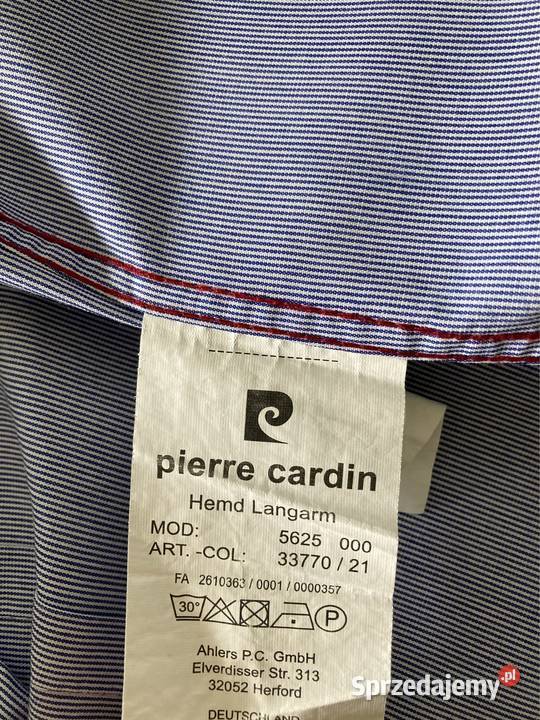 pierre cardin
Hemd Langarm
MOD: 5625 000
ART. -COL: 33770 / 21
FA 2610363 / 0001 / 0000357
30°
P
Ahlers P.C. GmbH
Elverdisser Str. 313
32052 Herford
DEUTSCHLAND
Sprzedajemy.pl